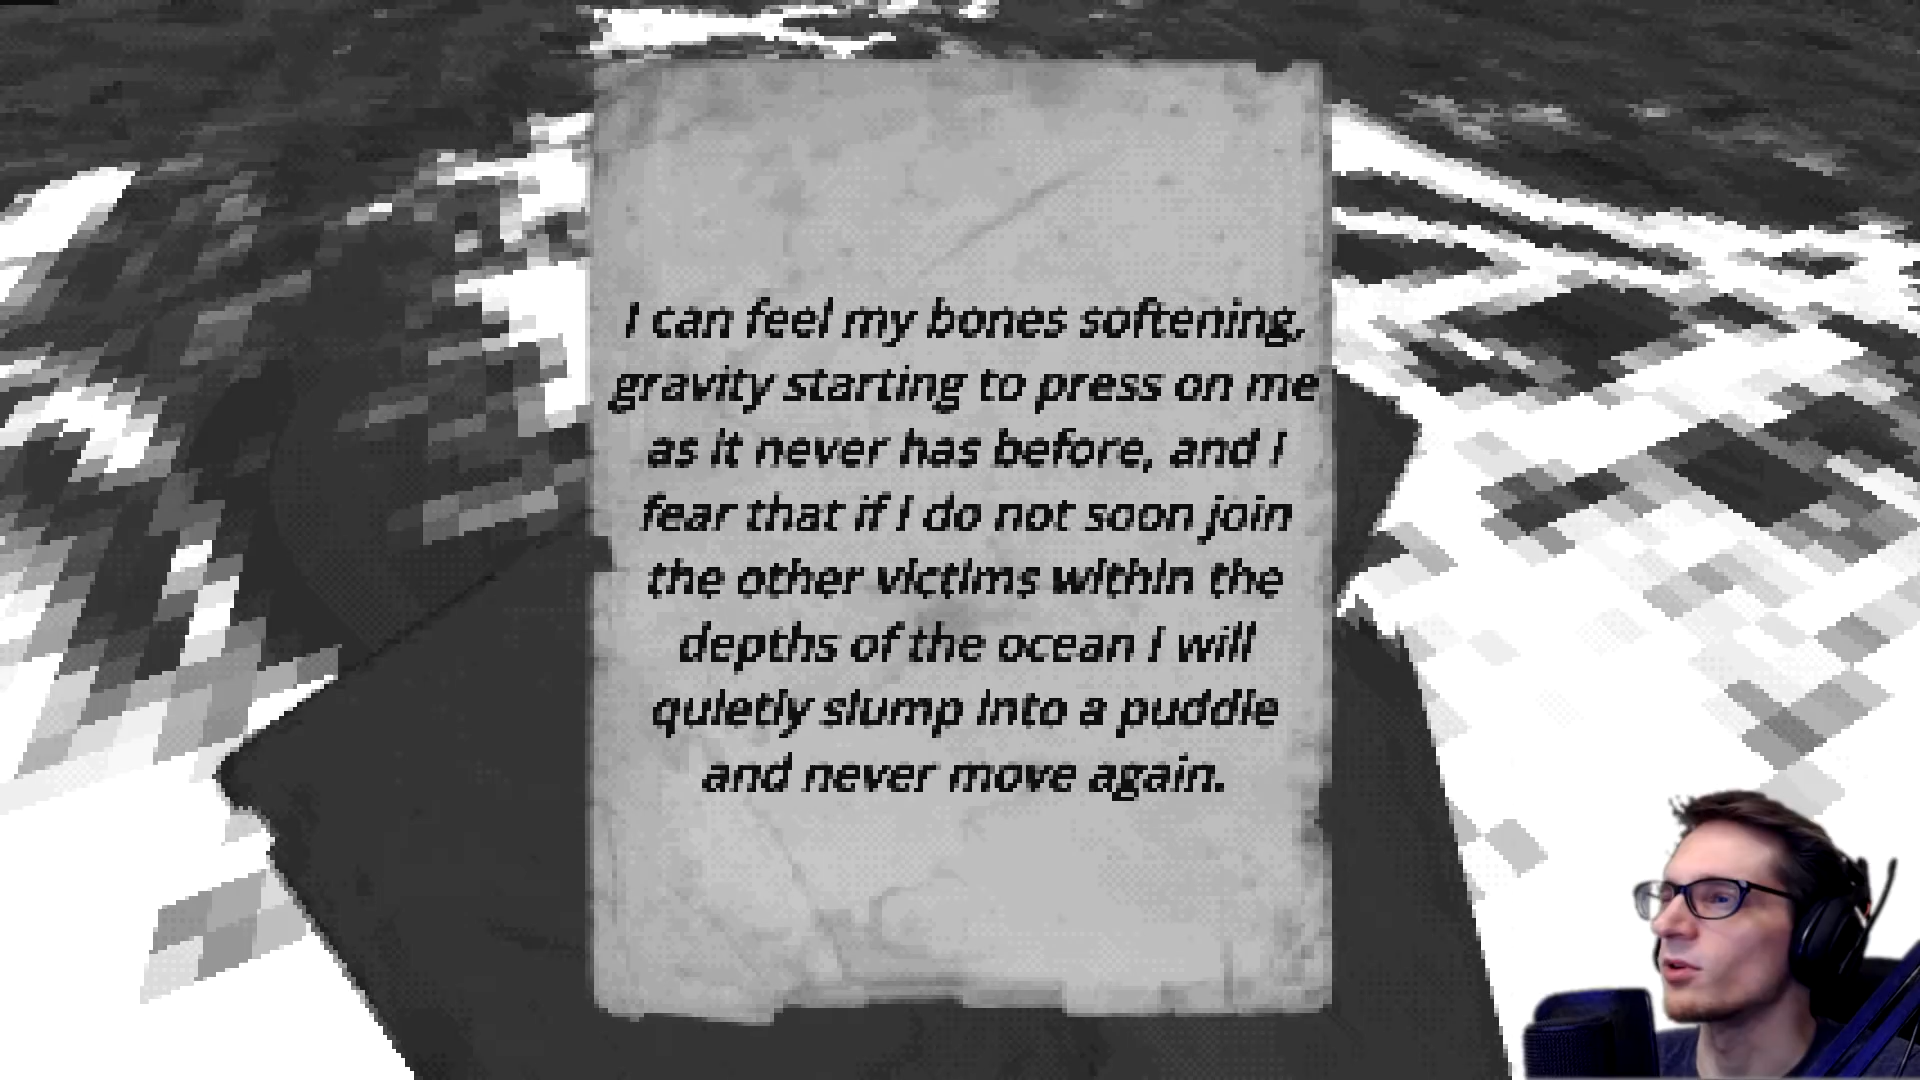 I can feel my bones softening,
gravity starting to press on me
as it never has before, and I
fear that if I do not soon join
the other victims within the
depths of the ocean I will
quietly slump into a puddle
and never move again.